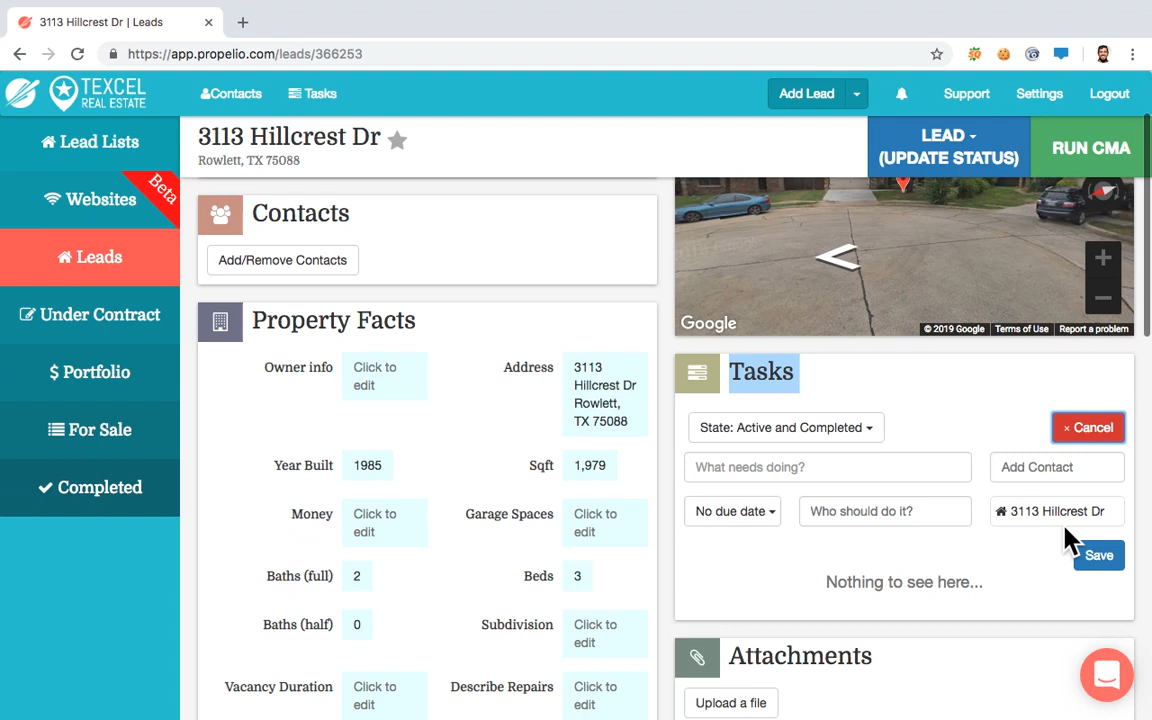 3113 Hillcrest Dr | Leads
https://app.propelio.com/leads/366253
TEXCEL
REAL ESTATE
Contacts
Tasks
Add Lead
Support
Settings
Logout
Lead Lists
Websites
Beta
Leads
Under Contract
Portfolio
For Sale
Completed
3113 Hillcrest Dr
Rowlett, TX 75088
LEAD
(UPDATE STATUS)
RUN CMA
Contacts
Add/Remove Contacts
Property Facts
Owner info
Click to
edit
Address
3113
Hillcrest Dr
Rowlett,
TX 75088
Year Built
1985
Sqft
1,979
Money
Click to
edit
Garage Spaces
Click to
edit
Baths (full)
2
Beds
3
Baths (half)
0
Subdivision
Click to
edit
Vacancy Duration
Click to
edit
Describe Repairs
Click to
edit
Google
© 2019 Google
Terms of Use
Report a problem
Tasks
State: Active and Completed
× Cancel
What needs doing?
Add Contact
No due date
Who should do it?
3113 Hillcrest Dr
Save
Nothing to see here...
Attachments
Upload a file